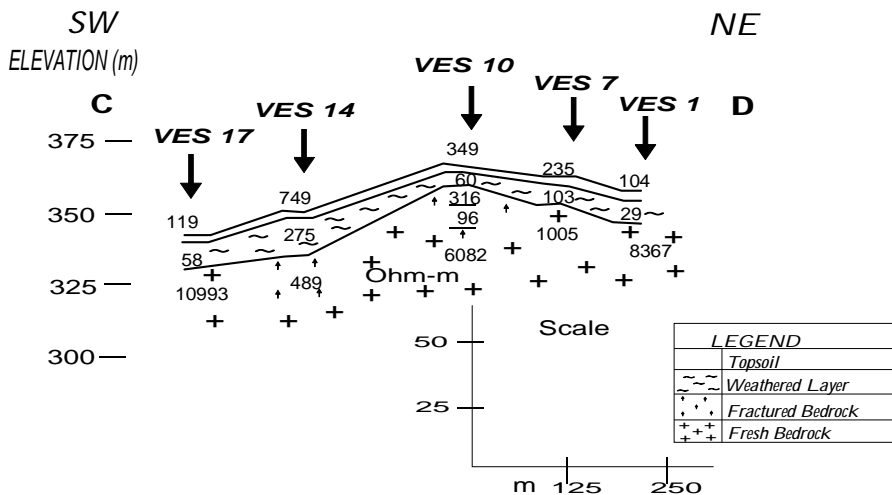 SW
NE
ELEVATION (m)
VES 10
VES 7
C
VES 14
VES 1
D
VES 17
375
349
235
749
60
104
350
119
316
103
29
275
96
1005
8367
58
6082
325
10993
489
Ohm-m
300
50
Scale
25
m
125
250
LEGEND
Topsoil
Weathered Layer
Fractured Bedrock
Fresh Bedrock